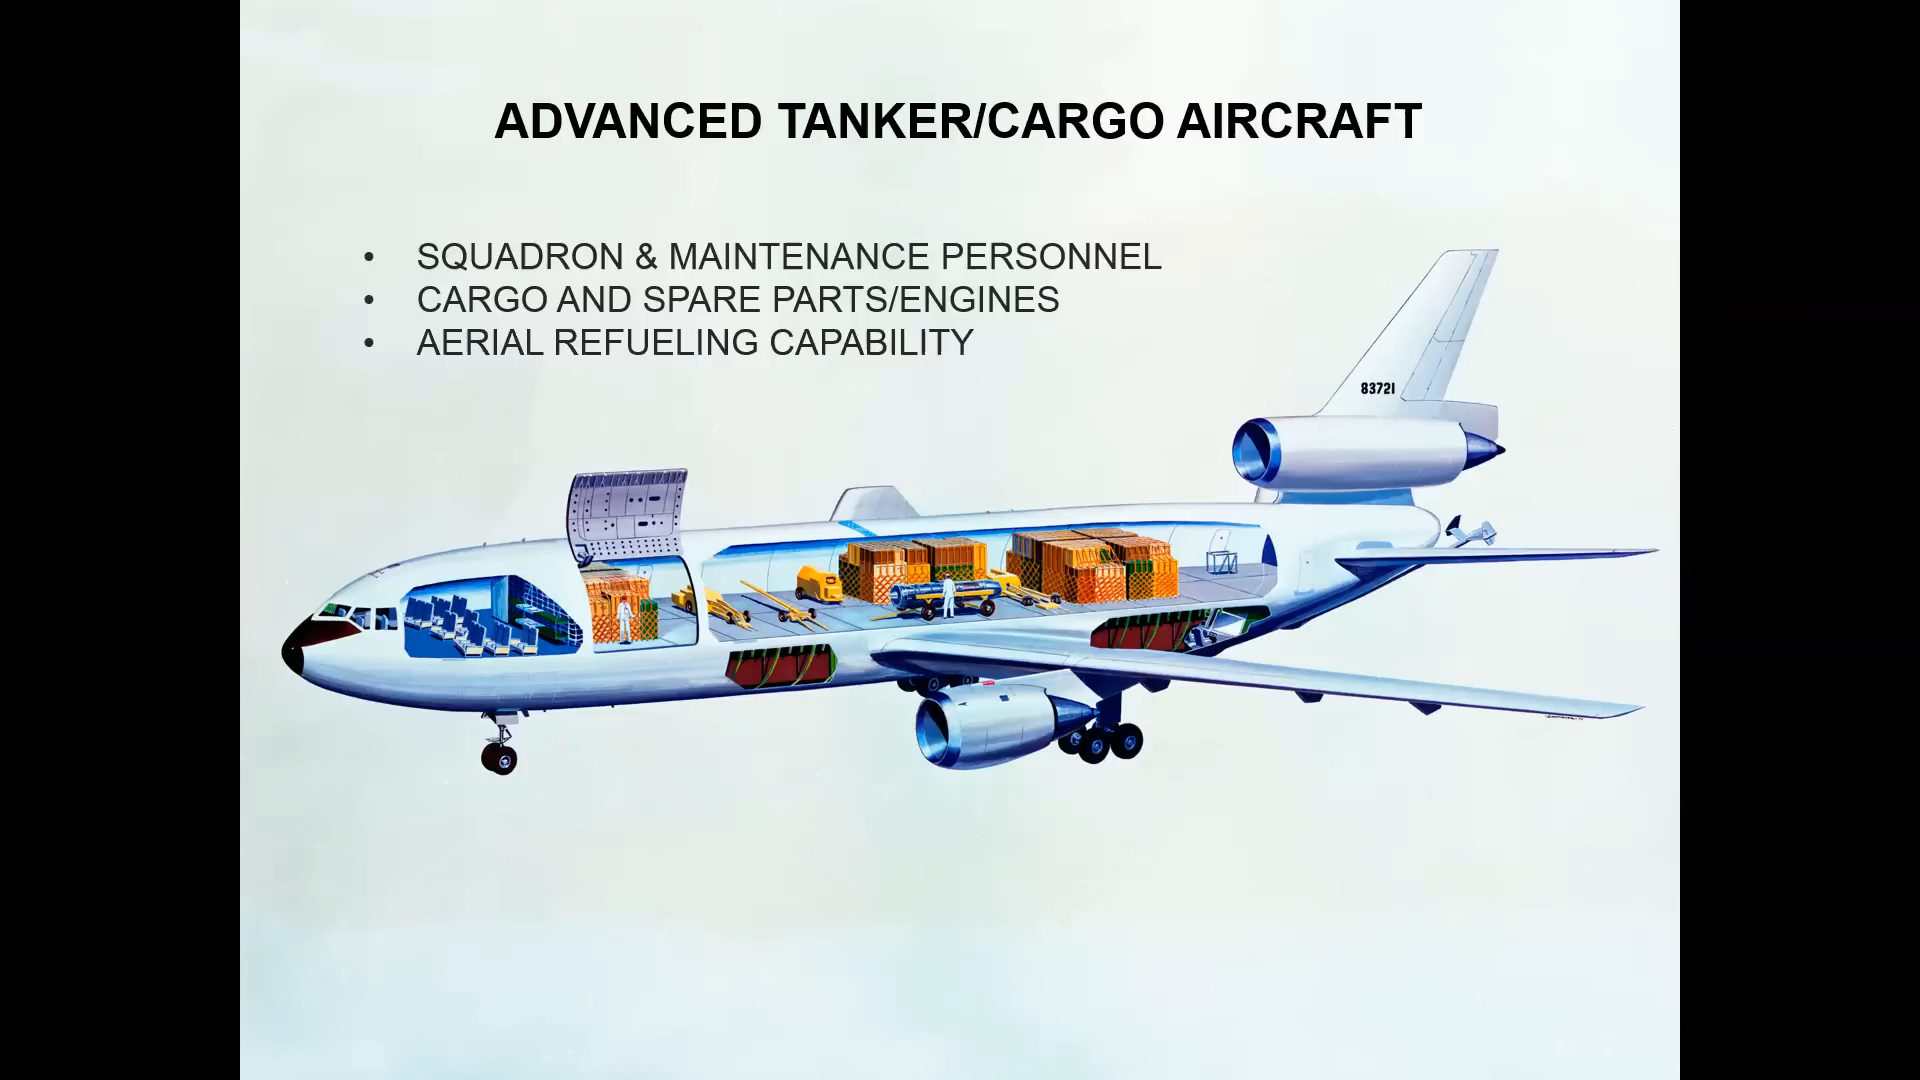 ADVANCED TANKER/CARGO AIRCRAFT
• SQUADRON & MAINTENANCE PERSONNEL
• CARGO AND SPARE PARTS/ENGINES
• AERIAL REFUELING CAPABILITY
83721